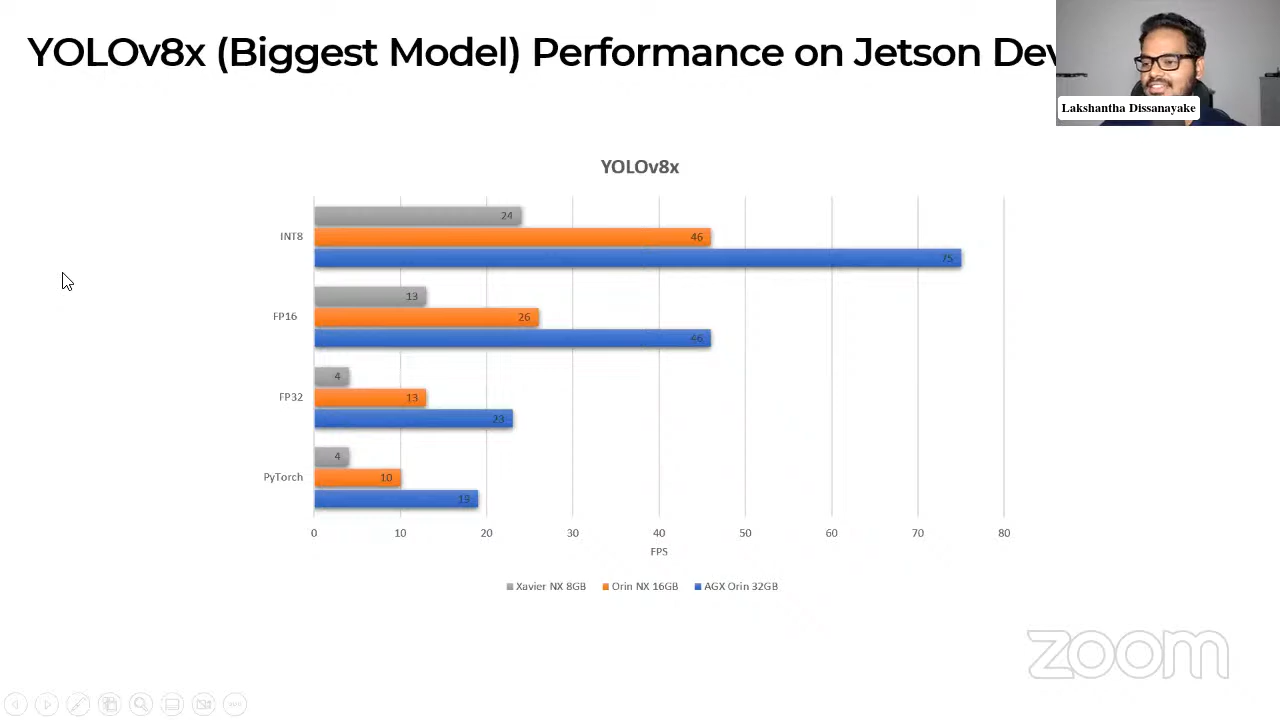 YOLOv8x (Biggest Model) Performance on Jetson Dev
Lakshantha Dissanayake
YOLOv8x
INT8
24
46
75
FP16
13
26
46
FP32
4
13
23
PyTorch
4
10
19
0 10 20 30 40 50 60 70 80
FPS
Xavier NX 8GB Orin NX 16GB AGX Orin 32GB
zoom